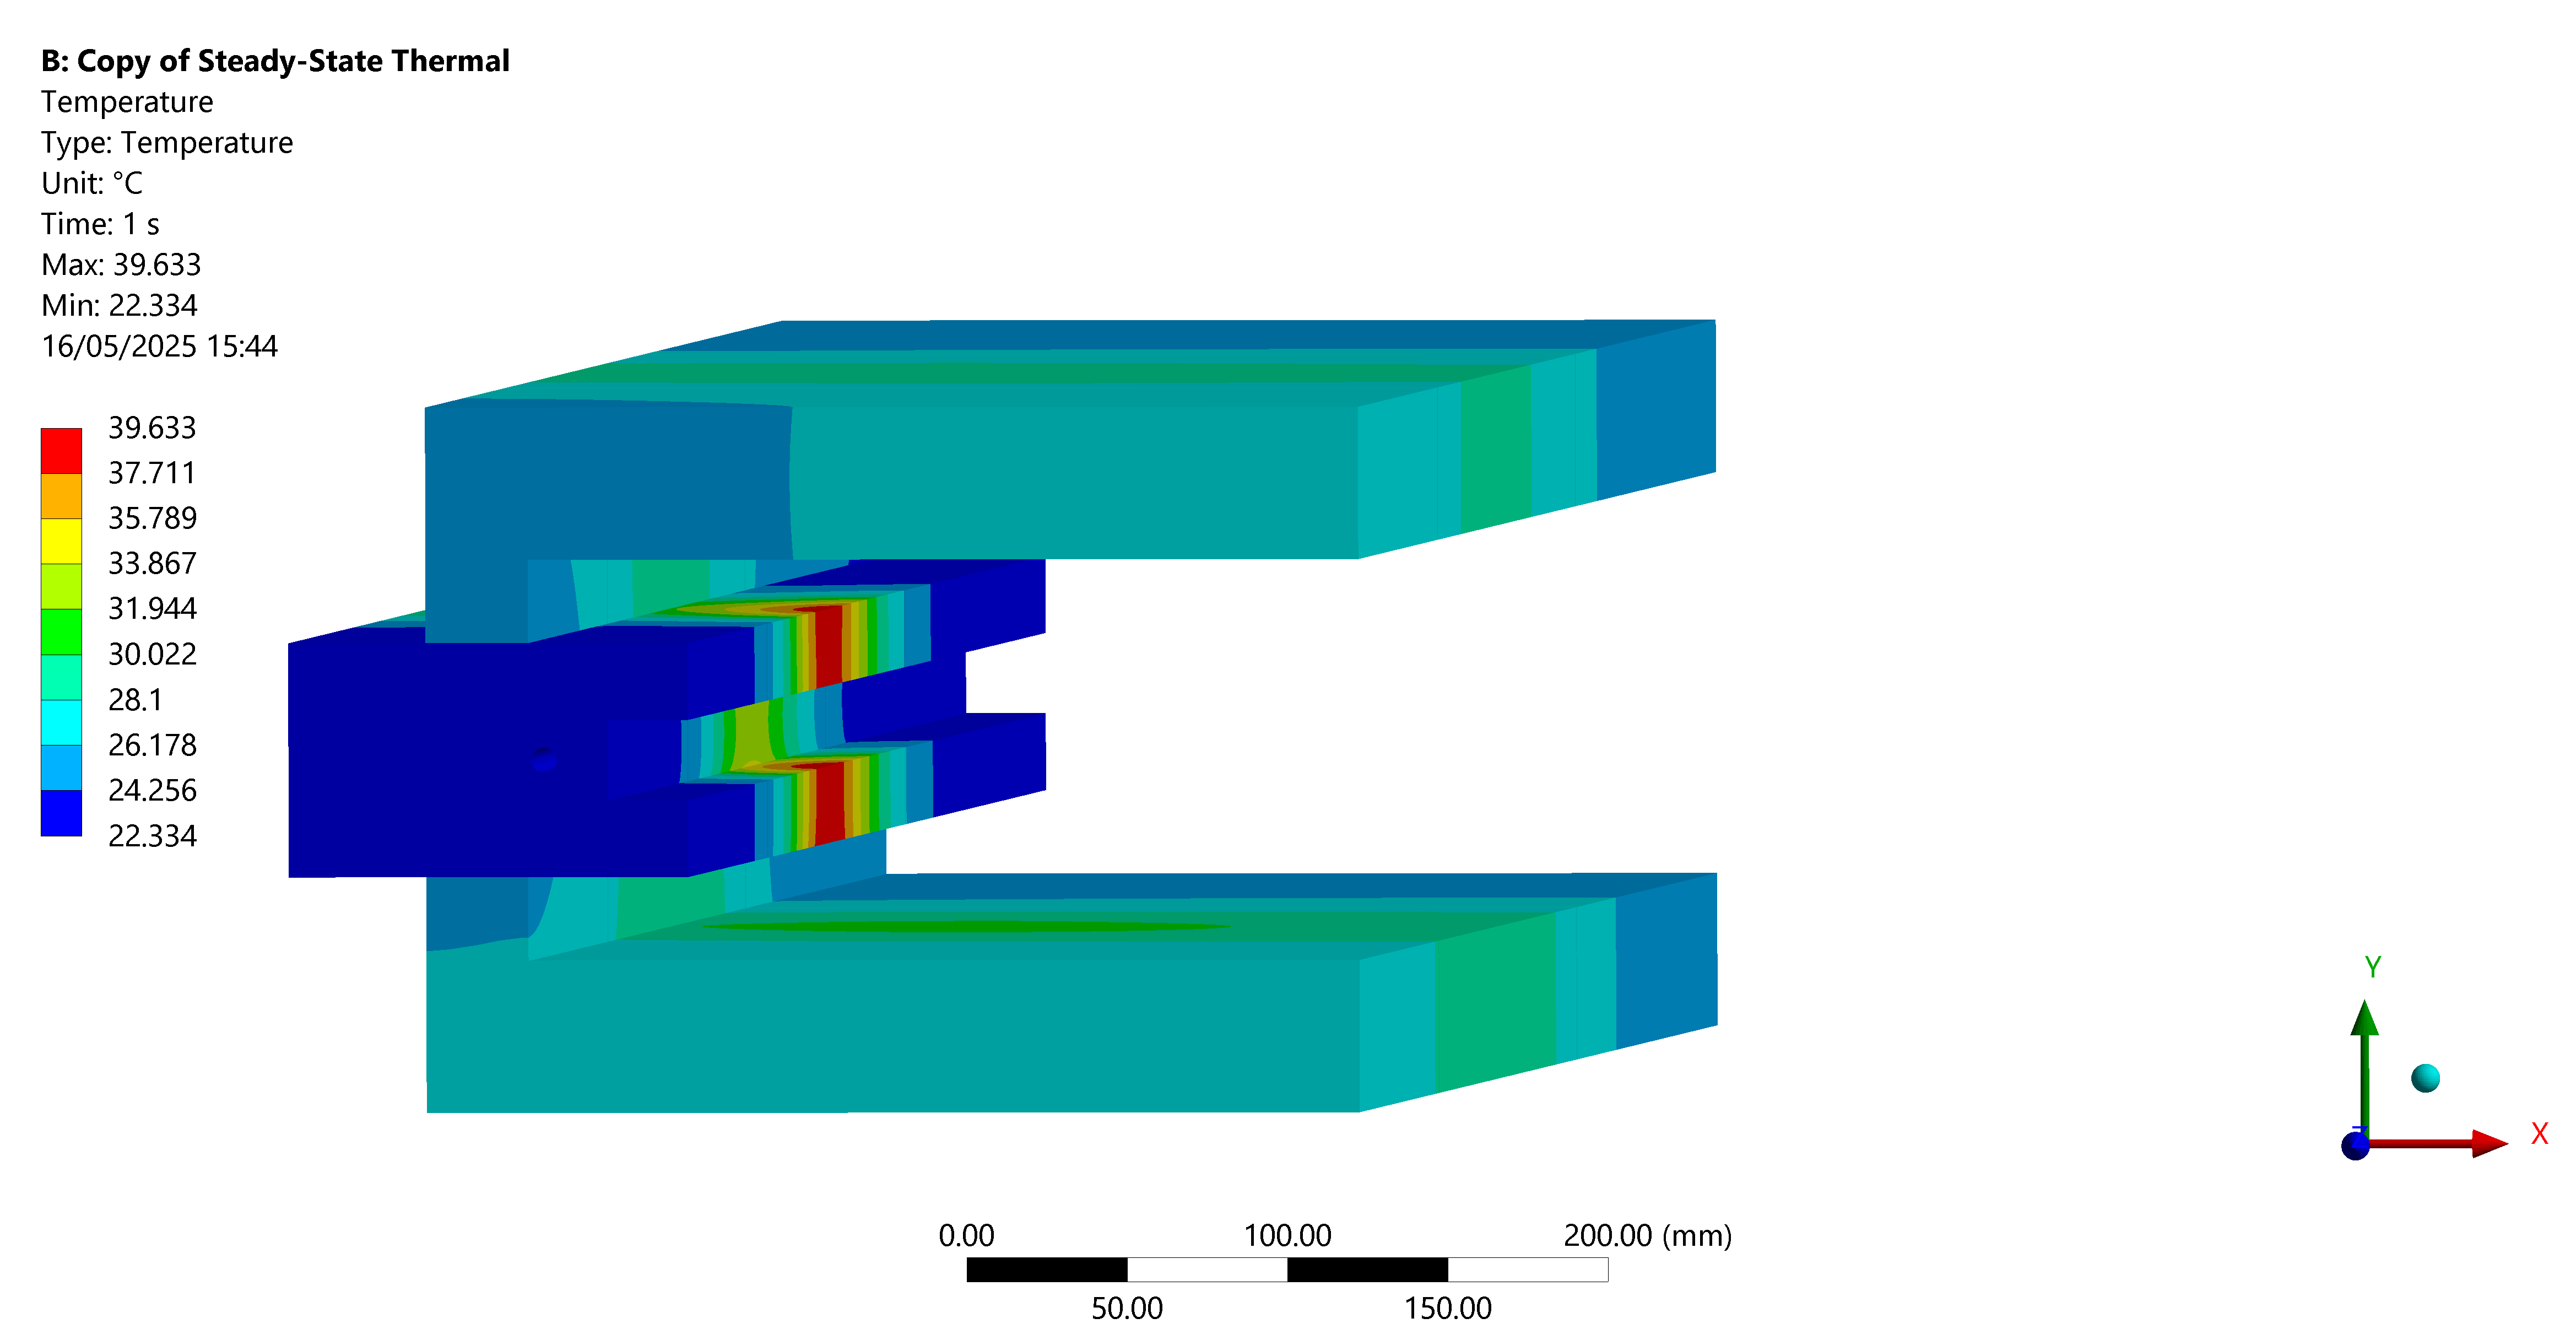 B: Copy of Steady-State Thermal
Temperature
Type: Temperature
Unit: °C
Time: 1 s
Max: 39.633
Min: 22.334
16/05/2025 15:44
39.633
37.711
35.789
33.867
31.944
30.022
28.1
26.178
24.256
22.334
Y
Z
X
0.00 100.00 200.00 (mm)
50.00 150.00